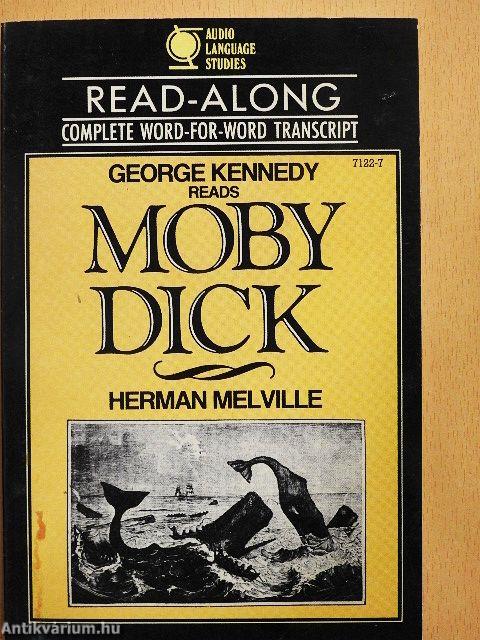 AUDIO
LANGUAGE
STUDIES
READ-ALONG
COMPLETE WORD-FOR-WORD TRANSCRIPT
7122-7
GEORGE KENNEDY
READS
MOBY
DICK
HERMAN MELVILLE
Antikvárium.hu